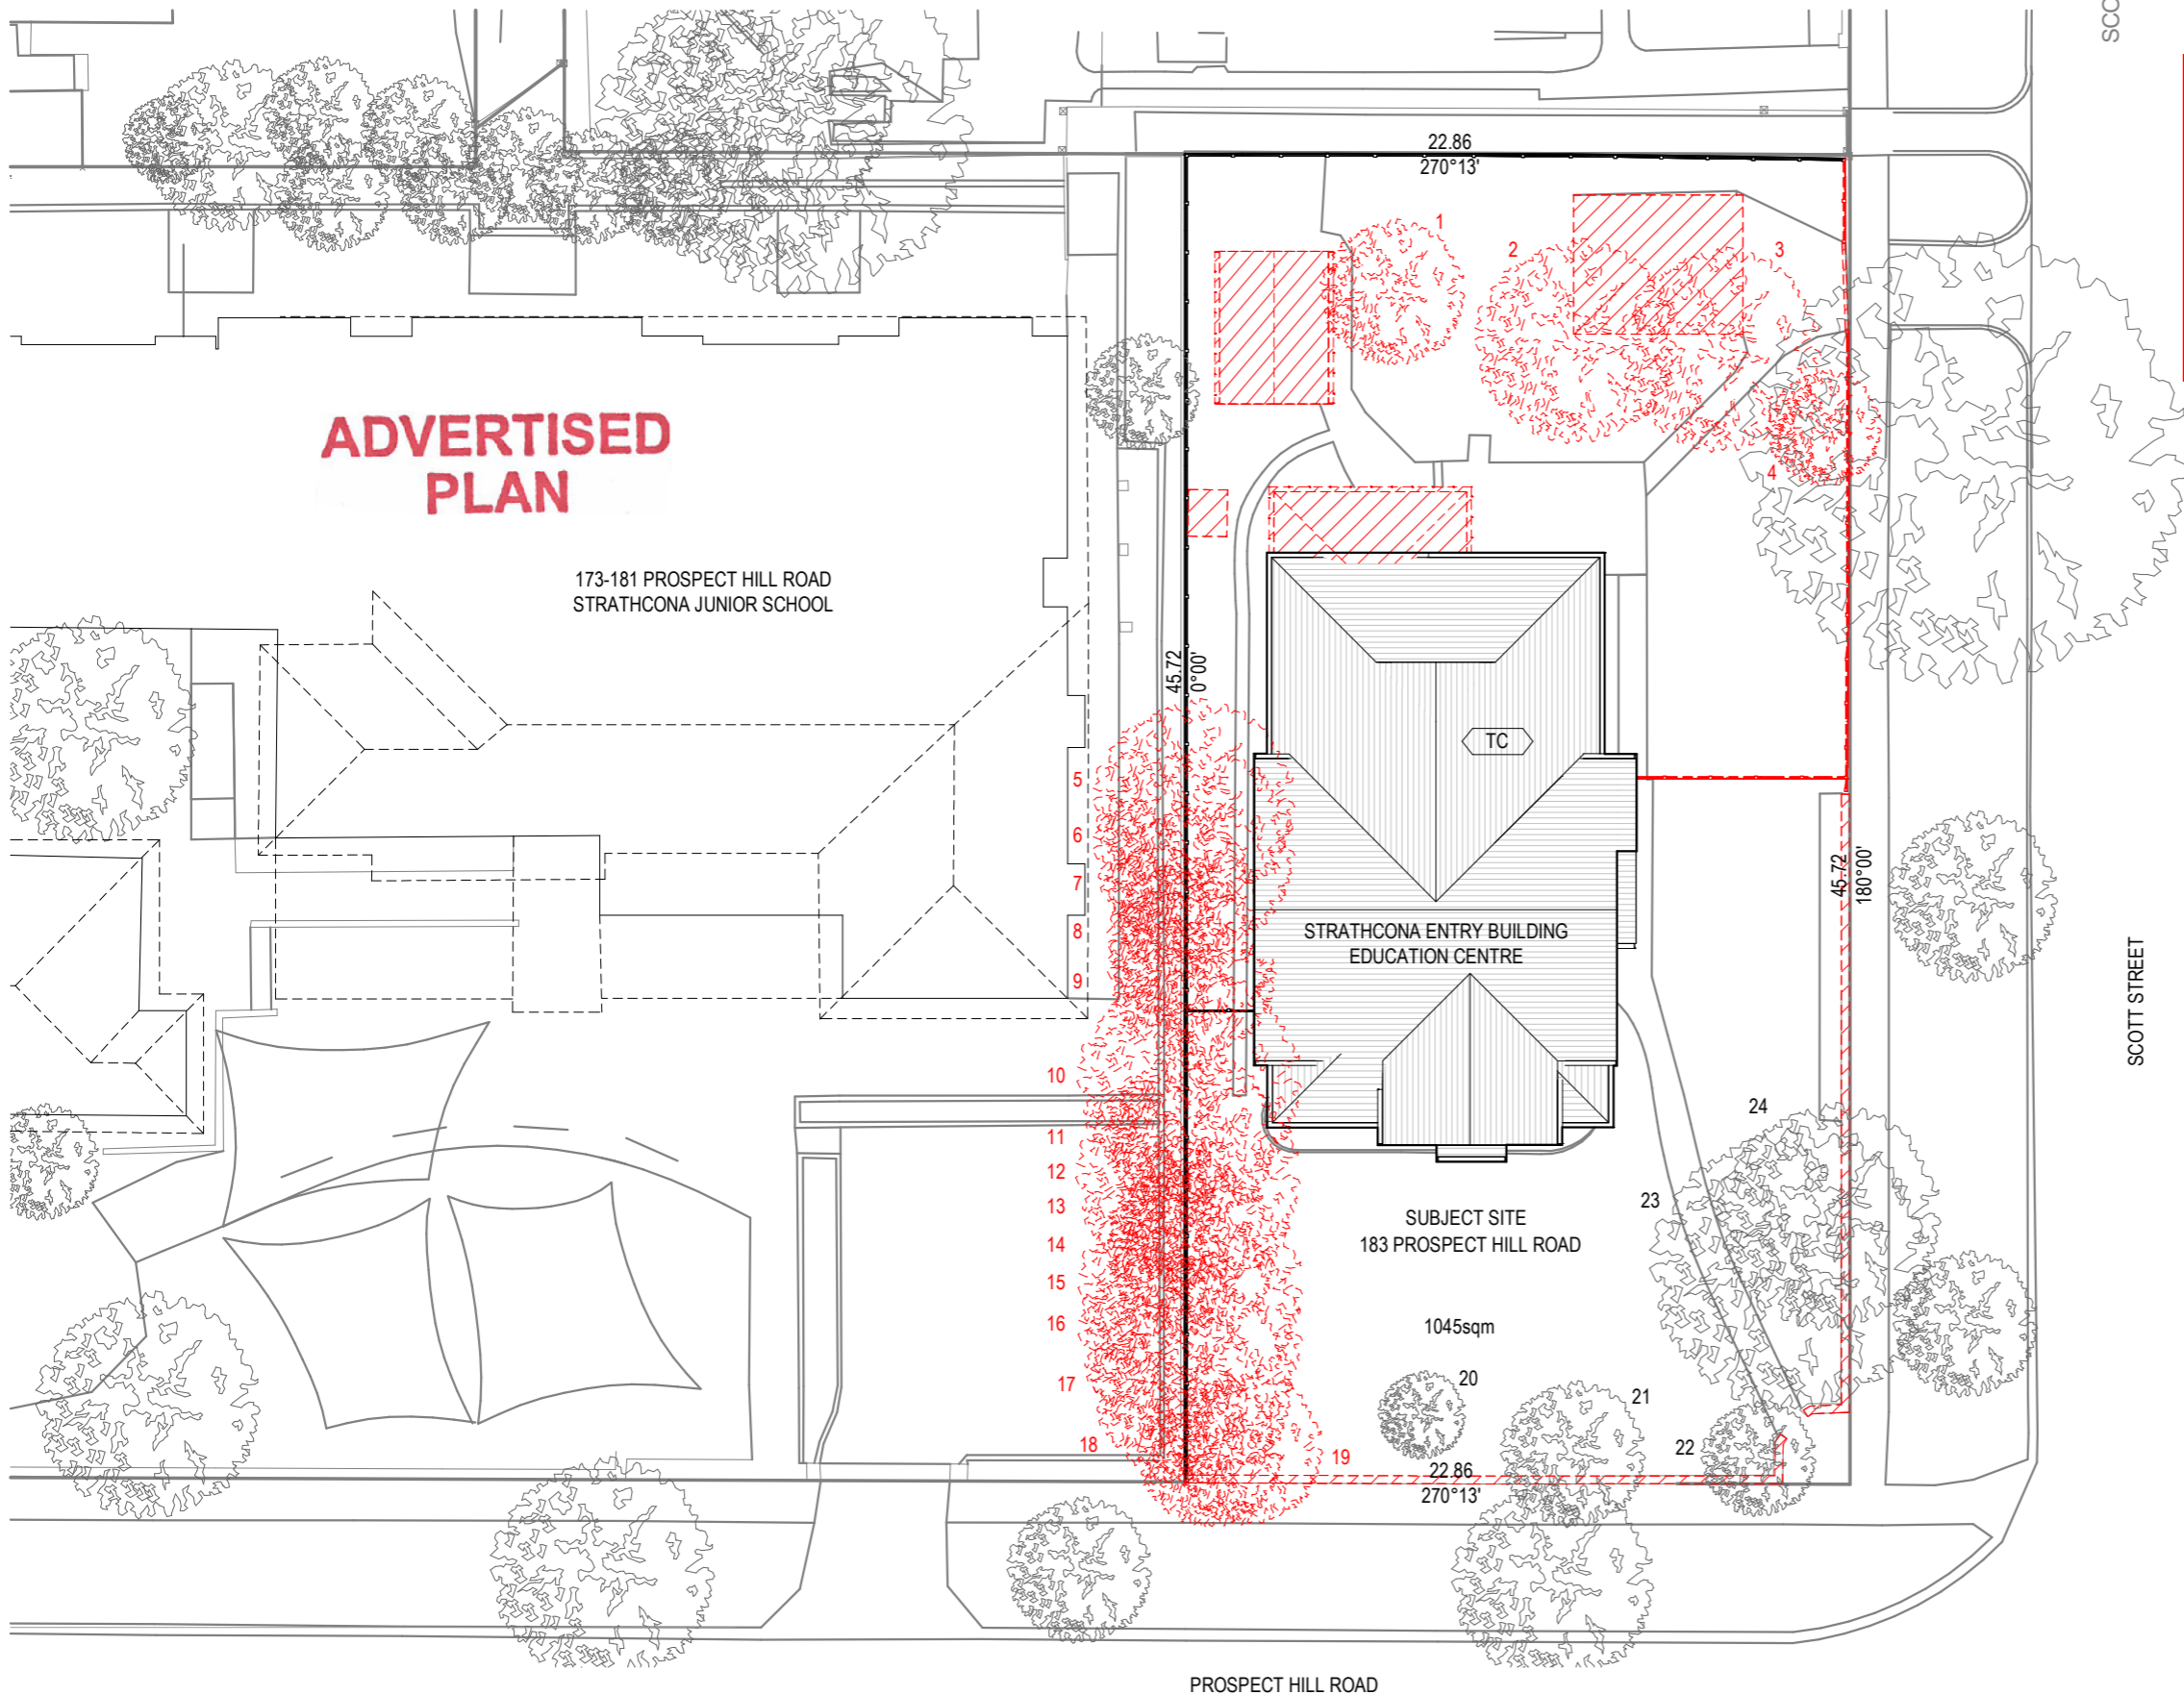 SCO
22.86
270°13'
1
2
3
4
ADVERTISED
PLAN
173-181 PROSPECT HILL ROAD
STRATHCONA JUNIOR SCHOOL
45.72
0°00'
TC
5
6
7
8
9
STRATHCONA ENTRY BUILDING
EDUCATION CENTRE
45.72
180°00'
SCOTT STREET
10
11
12
13
14
15
16
17
18
19
24
23
SUBJECT SITE
183 PROSPECT HILL ROAD
1045sqm
20
21
22
22.86
270°13'
PROSPECT HILL ROAD